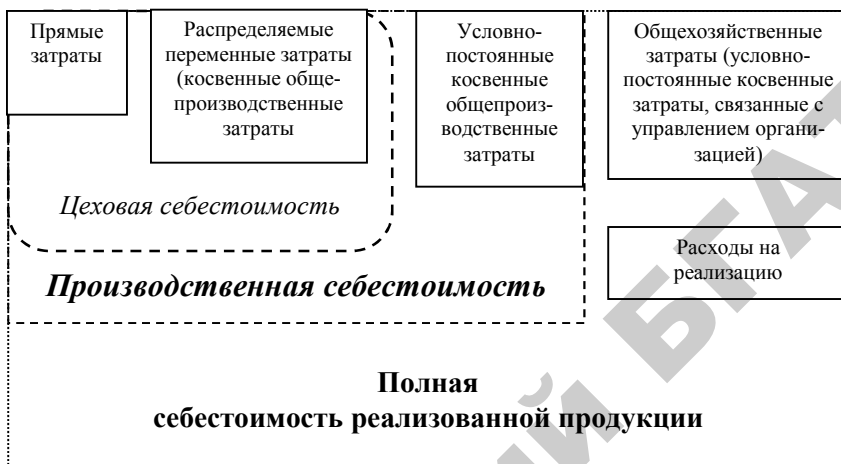 Прямые
затраты
Распределяемые
переменные затраты
(косвенные обще-
производственные
затраты
Условно-
постоянные
косвенные
общепроиз-
водственные
затраты
Общехозяйственные
затраты (условно-
постоянные косвенные
затраты, связанные с
управлением органи-
зацией)
Цеховая себестоимость
Расходы на
реализацию
Производственная себестоимость
Полная
себестоимость реализованной продукции